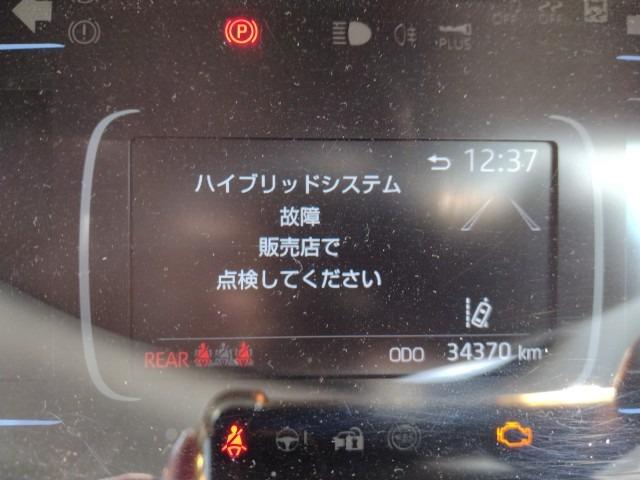 (P)
PLUS
OFF
12:37
ハイブリッドシステム
故障
販売店で
点検してください
REAR
ODO 34370 km